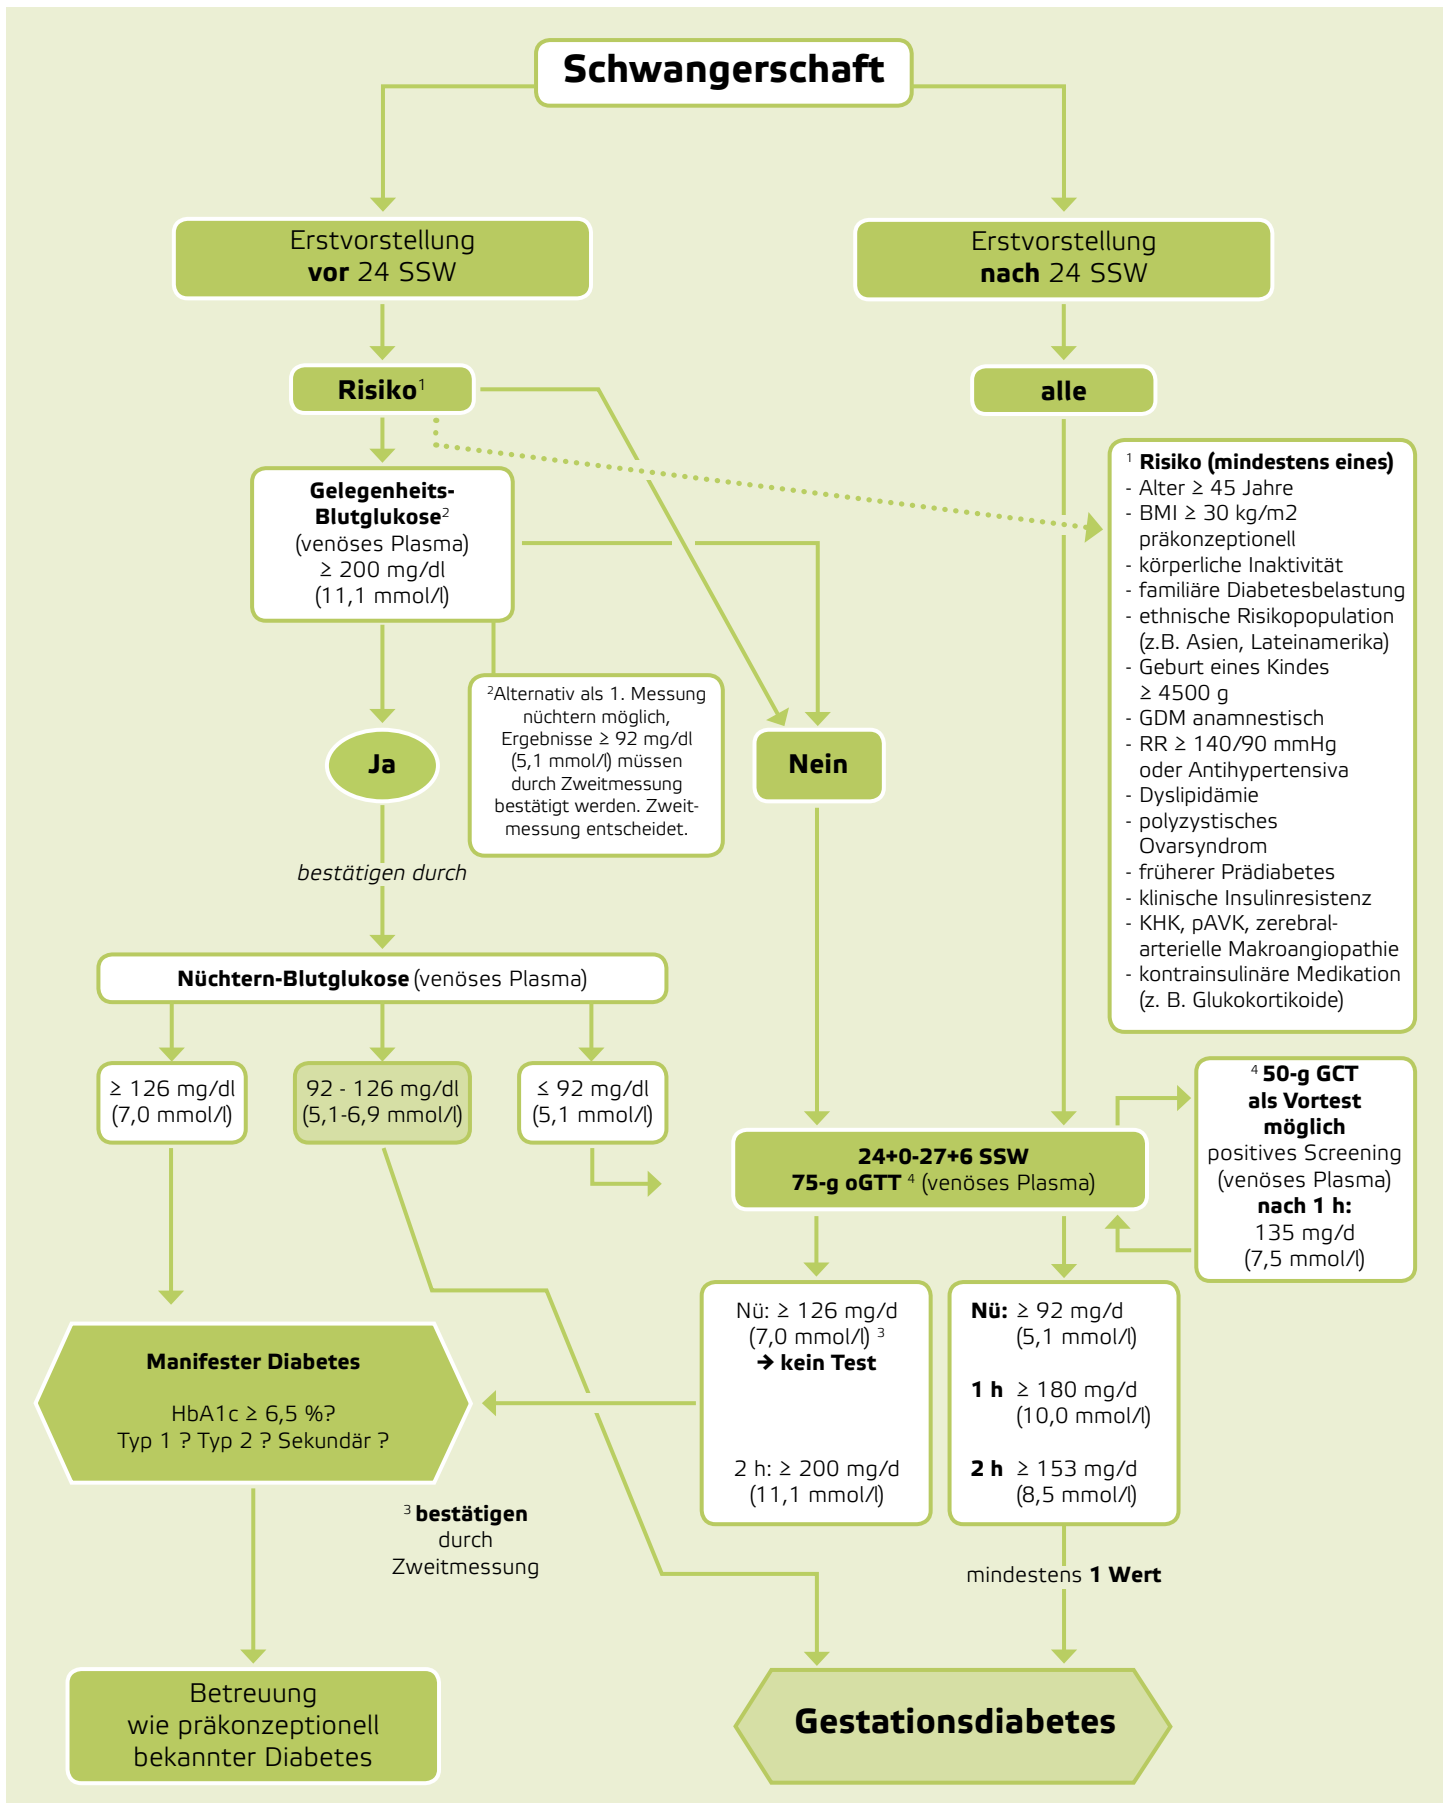 Schwangerschaft
Erstvorstellung
vor 24 SSW
Erstvorstellung
nach 24 SSW
Risiko¹
alle
Gelegenheits-
Blutglukose²
(venöses Plasma)
≥ 200 mg/dl
(11,1 mmol/l)
¹ Risiko (mindestens eines)
- Alter ≥ 45 Jahre
- BMI ≥ 30 kg/m2
präkonzeptionell
- körperliche Inaktivität
- familiäre Diabetesbelastung
- ethnische Risikopopulation
(z.B. Asien, Lateinamerika)
- Geburt eines Kindes
≥ 4500 g
- GDM anamnestisch
- RR ≥ 140/90 mmHg
oder Antihypertensiva
- Dyslipidämie
- polyzystisches
Ovarsyndrom
- früherer Prädiabetes
- klinische Insulinresistenz
- KHK, pAVK, zerebral-
arterielle Makroangiopathie
- kontrainsulinäre Medikation
(z. B. Glukokortikoide)
²Alternativ als 1. Messung
nüchtern möglich,
Ergebnisse ≥ 92 mg/dl
(5,1 mmol/l) müssen
durch Zweitmessung
bestätigt werden. Zweit-
messung entscheidet.
Ja
Nein
bestätigen durch
Nüchtern-Blutglukose (venöses Plasma)
≥ 126 mg/dl
(7,0 mmol/l)
92 - 126 mg/dl
(5,1-6,9 mmol/l)
≤ 92 mg/dl
(5,1 mmol/l)
24+0-27+6 SSW
75-g oGTT ⁴ (venöses Plasma)
⁴ 50-g GCT
als Vortest
möglich
positives Screening
(venöses Plasma)
nach 1 h:
135 mg/d
(7,5 mmol/l)
Nü: ≥ 126 mg/d
(7,0 mmol/l) ³
→ kein Test
2 h: ≥ 200 mg/d
(11,1 mmol/l)
Nü: ≥ 92 mg/d
(5,1 mmol/l)
1 h ≥ 180 mg/d
(10,0 mmol/l)
2 h ≥ 153 mg/d
(8,5 mmol/l)
Manifester Diabetes
HbA1c ≥ 6,5 %?
Typ 1 ? Typ 2 ? Sekundär ?
³ bestätigen
durch
Zweitmessung
mindestens 1 Wert
Betreuung
wie präkonzeptionell
bekannter Diabetes
Gestationsdiabetes